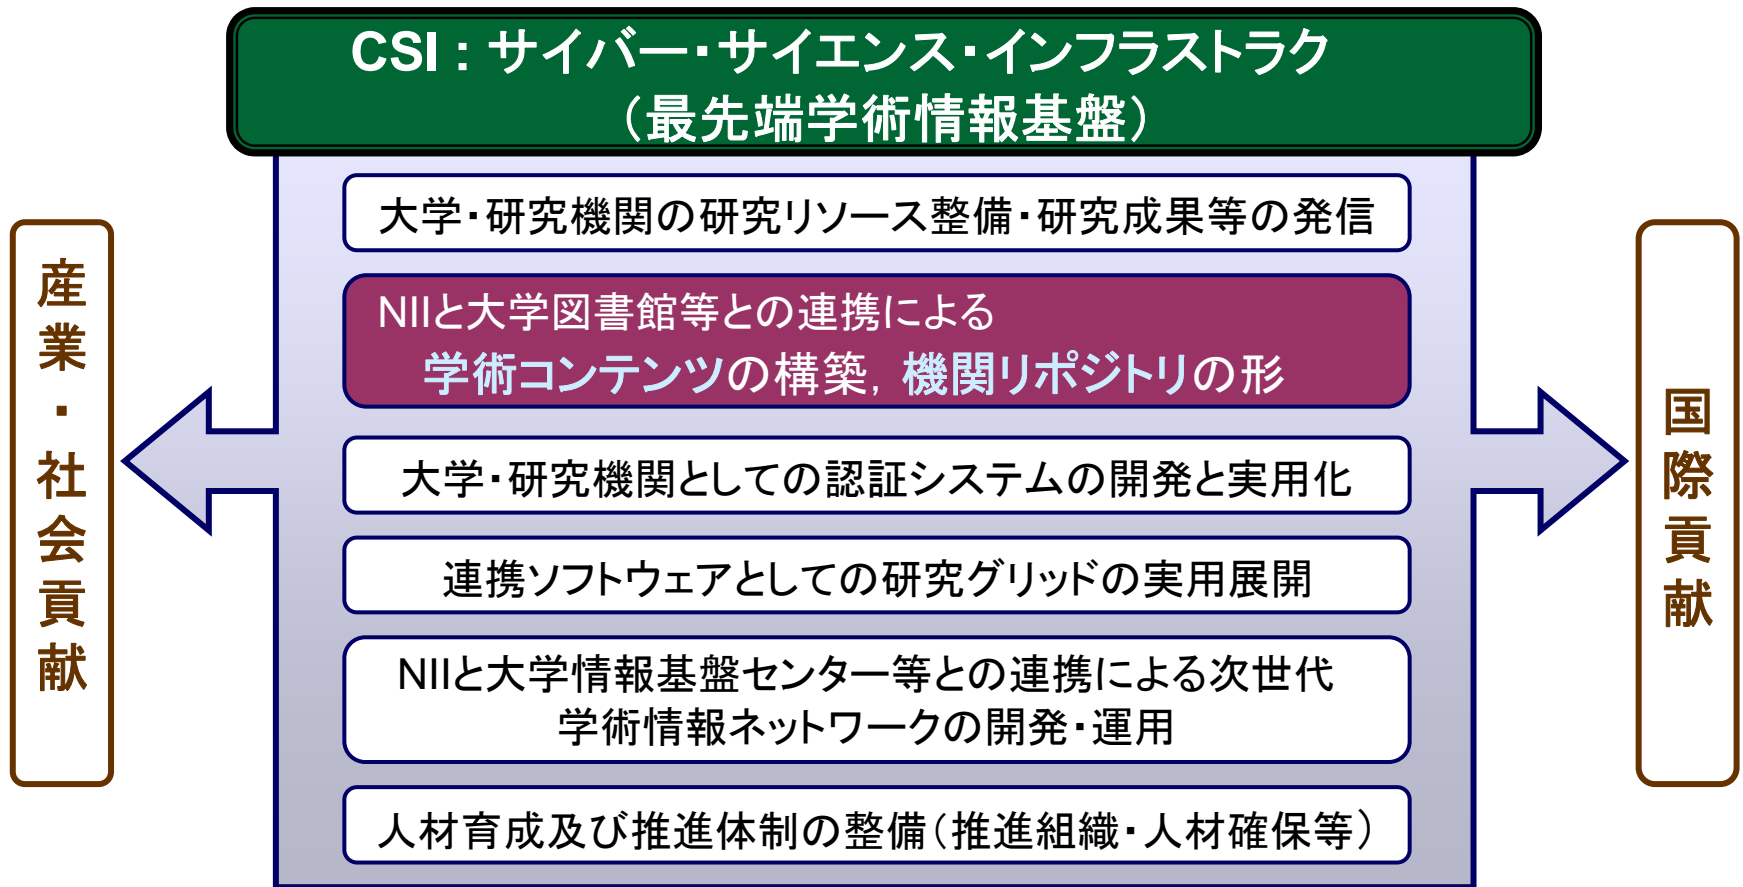 CSI：サイバー・サイエンス・インフラストラク
（最先端学術情報基盤）
大学・研究機関の研究リソース整備・研究成果等の発信
NIIと大学図書館等との連携による
学術コンテンツの構築，機関リポジトリの形
大学・研究機関としての認証システムの開発と実用化
連携ソフトウェアとしての研究グリッドの実用展開
NIIと大学情報基盤センター等との連携による次世代
学術情報ネットワークの開発・運用
人材育成及び推進体制の整備（推進組織・人材確保等）
産業・社会貢献
国際貢献